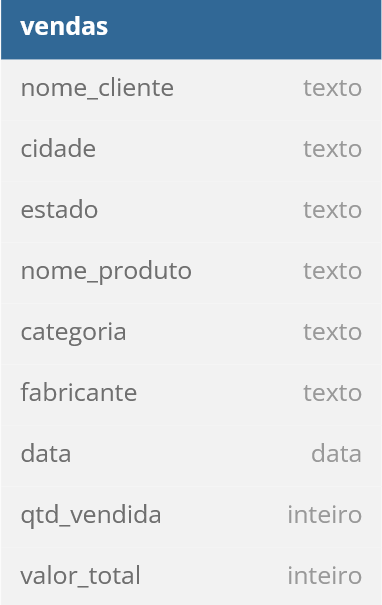 vendas
nome_cliente texto
cidade texto
estado texto
nome_produto texto
categoria texto
fabricante texto
data data
qtd_vendida inteiro
valor_total inteiro